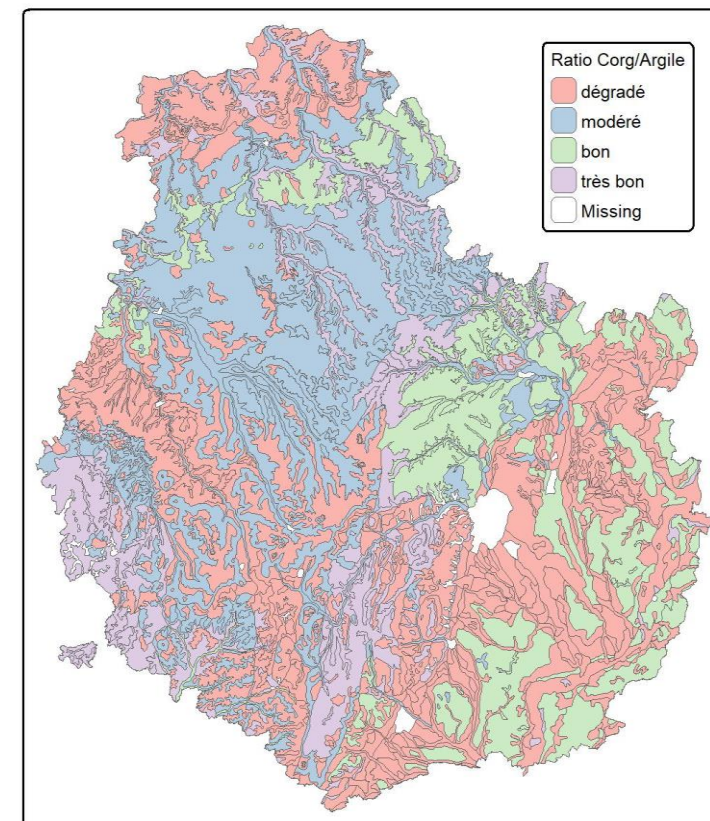 Ratio Corg/Argile
dégradé
modéré
bon
très bon
Missing